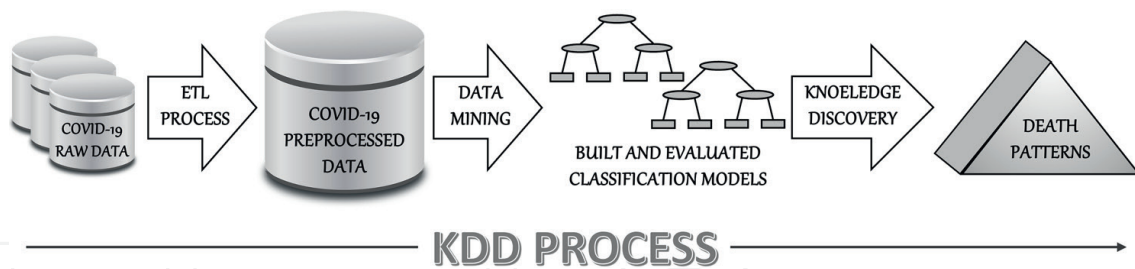 COVID-19
RAW DATA
ETL
PROCESS
COVID-19
PREPROCESSED
DATA
DATA
MINING
BUILT AND EVALUATED
CLASSIFICATION MODELS
KNOELEDGE
DISCOVERY
DEATH
PATTERNS
KDD PROCESS